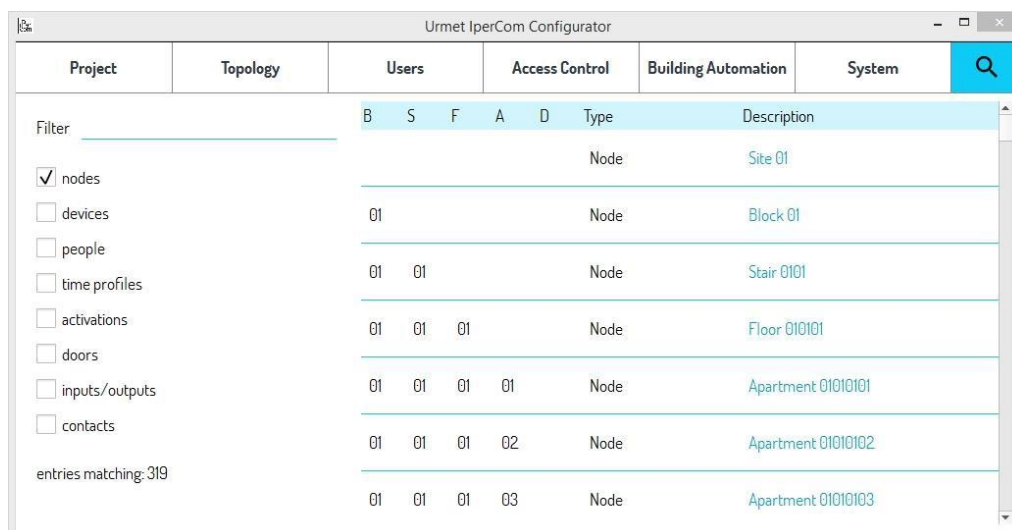 Urmet IperCom Configurator
Project Topology Users Access Control Building Automation System
Filter
nodes
devices
people
time profiles
activations
doors
inputs/outputs
contacts
entries matching: 319
B S F A D Type Description
Node Site 01
01 Node Block 01
01 01 Node Stair 0101
01 01 01 Node Floor 010101
01 01 01 01 Node Apartment 01010101
01 01 01 02 Node Apartment 01010102
01 01 01 03 Node Apartment 01010103